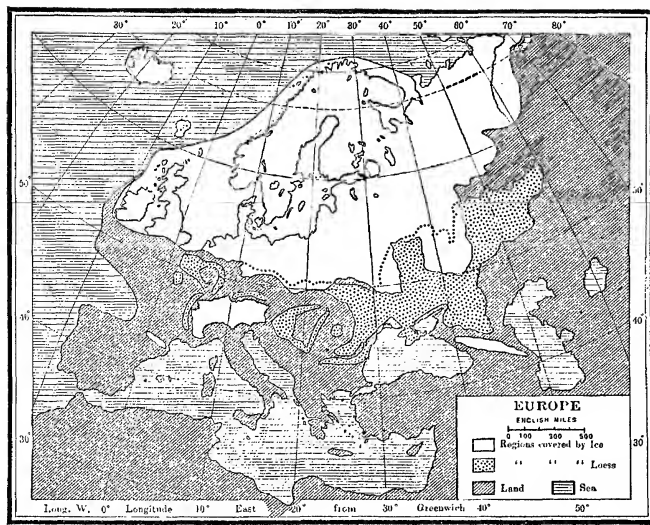 30° 20° 10° 0° 10° 20° 30° 40° 50° 60° 70° 80°
50° 50°
40° 40°
30° 30
EUROPE
ENGLISH MILES
0 100 300 500
Regions covered by Ice
" " " Loess
Land Sea
Long. W. 0° Longitude 10° East 20° from 30° Greenwich 40° 50°